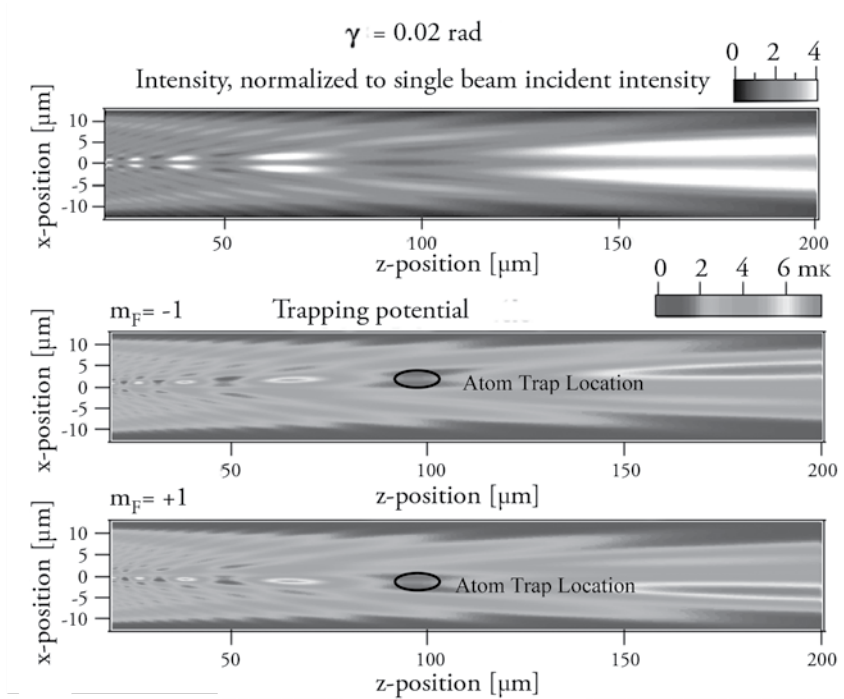 γ = 0.02 rad
0 2 4
Intensity, normalized to single beam incident intensity
x-position [μm]
10
5
0
-5
-10
50 100 150 200
z-position [μm]
0 2 4 6 mK
m_F= -1 Trapping potential
x-position [μm]
10
5
0
-5
-10
Atom Trap Location
50 100 150 200
z-position [μm]
m_F= +1
x-position [μm]
10
5
0
-5
-10
Atom Trap Location
50 100 150 200
z-position [μm]